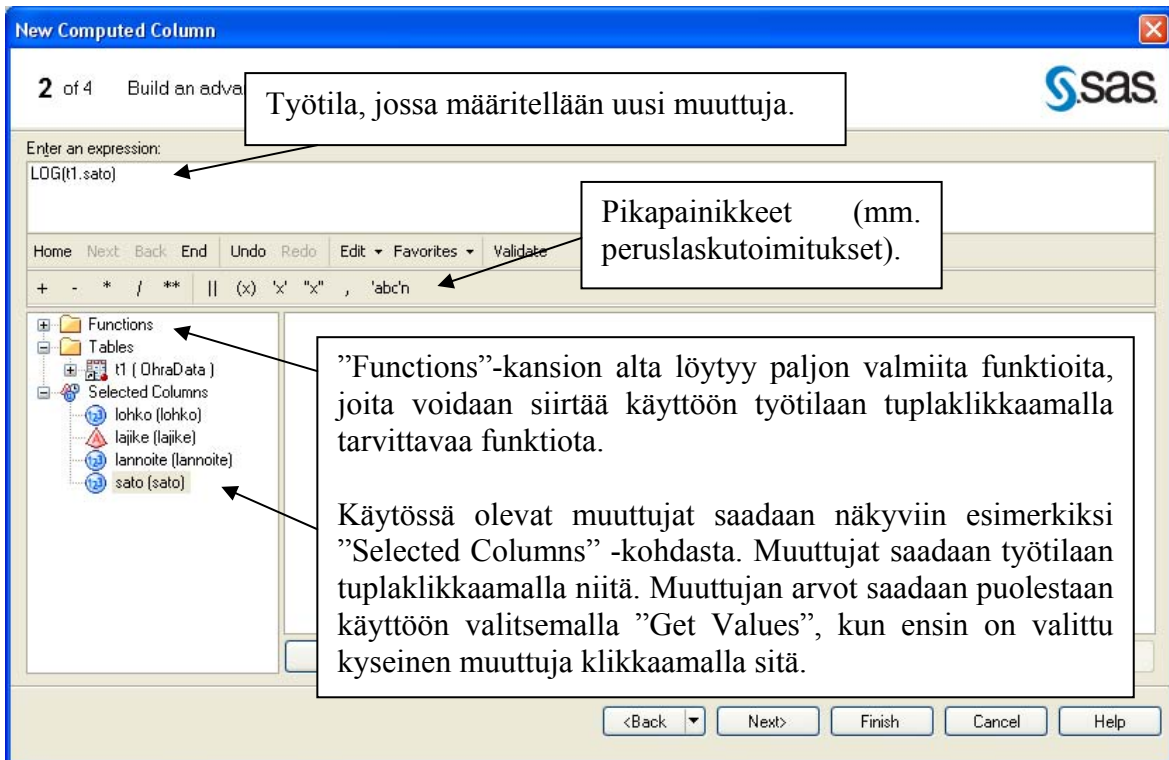 New Computed Column
2 of 4 Build an adva
sas
Työtila, jossa määritellään uusi muuttuja.
Enter an expression:
LOG(t1.sato)
Pikapainikkeet (mm.
peruslaskutoimitukset).
Home Next Back End Undo Redo Edit Favorites Validate
+ - * / ** || (x) 'x' "x" , 'abc'n
Functions
Tables
t1 ( OhraData )
Selected Columns
lohko (lohko)
lajike (lajike)
lannoite (lannoite)
sato (sato)
”Functions”-kansion alta löytyy paljon valmiita funktioita,
joita voidaan siirtää käyttöön työtilaan tuplaklikkaamalla
tarvittavaa funktiota.
Käytössä olevat muuttujat saadaan näkyviin esimerkiksi
”Selected Columns” -kohdasta. Muuttujat saadaan työtilaan
tuplaklikkaamalla niitä. Muuttujan arvot saadaan puolestaan
käyttöön valitsemalla ”Get Values”, kun ensin on valittu
kyseinen muuttuja klikkaamalla sitä.
<Back Next> Finish Cancel Help